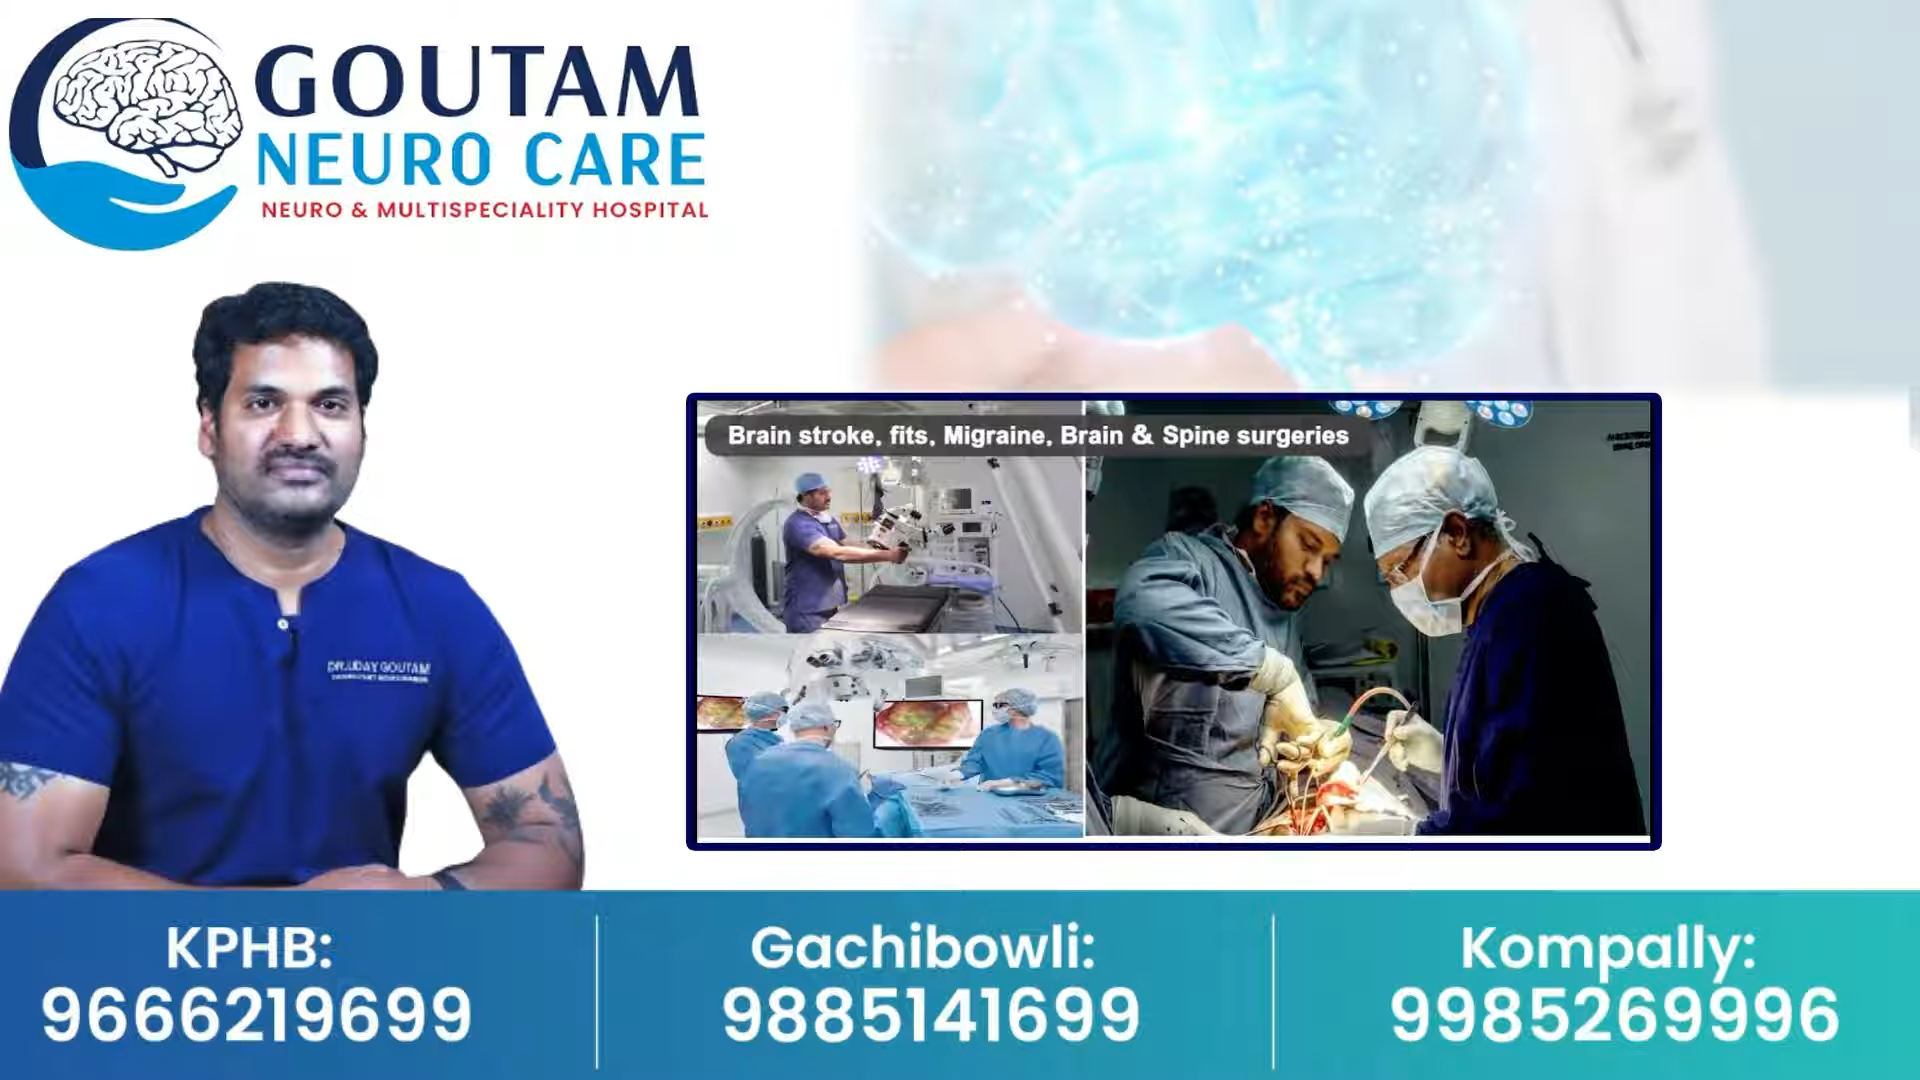 GOUTAM
NEURO CARE
NEURO & MULTISPECIALITY HOSPITAL
Brain stroke, fits, Migraine, Brain & Spine surgeries
DR.UDAY GOUTAM
KPHB:
9666219699
Gachibowli:
9885141699
Kompally:
9985269996